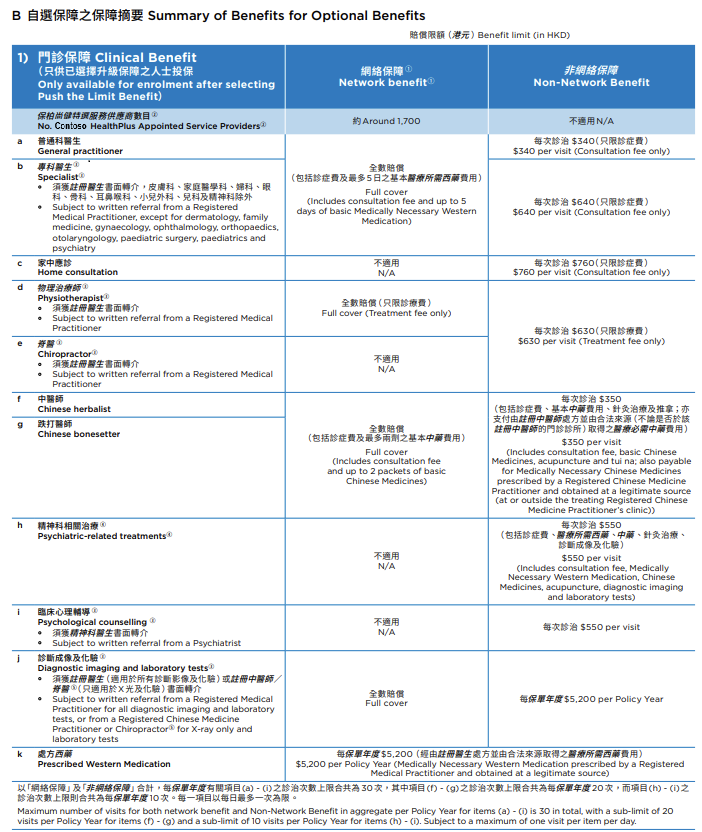 B 自選保障之保障摘要 Summary of Benefits for Optional Benefits
賠償限額（港元）Benefit limit (in HKD)
1) 門診保障 Clinical Benefit
（只供已選擇升級保障之人士投保
Only available for enrolment after selecting
Push the Limit Benefit）
網絡保障①
Network benefit①
非網絡保障
Non-Network Benefit
保柏尚健特選服務供應商數目②
No. Contoso HealthPlus Appointed Service Providers②
約 Around 1,700
不適用 N/A
a 普通科醫生
General practitioner
每次診治 $340（只限診症費）
$340 per visit (Consultation fee only)
b 專科醫生③
Specialist③
須獲註冊醫生書面轉介，皮膚科、家庭醫學科、婦科、眼
科、骨科、耳鼻喉科、小兒外科、兒科及精神科除外
Subject to written referral from a Registered
Medical Practitioner, except for dermatology, family
medicine, gynaecology, ophthalmology, orthopaedics,
otolaryngology, paediatric surgery, paediatrics and
psychiatry
全數賠償
（包括診症費及最多5日之基本醫療所需西藥費用）
Full cover
(Includes consultation fee and up to 5
days of basic Medically Necessary Western
Medication)
每次診治 $640（只限診症費）
$640 per visit (Consultation fee only)
c 家中應診
Home consultation
不適用
N/A
每次診治 $760（只限診症費）
$760 per visit (Consultation fee only)
d 物理治療師③
Physiotherapist③
須獲註冊醫生書面轉介
Subject to written referral from a Registered Medical
Practitioner
全數賠償（只限診療費）
Full cover (Treatment fee only)
每次診治 $630（只限診療費）
$630 per visit (Treatment fee only)
e 脊醫③
Chiropractor③
須獲註冊醫生書面轉介
Subject to written referral from a Registered Medical
Practitioner
不適用
N/A
f 中醫師
Chinese herbalist
g 跌打醫師
Chinese bonesetter
全數賠償
（包括診症費及最多兩劑之基本中藥費用）
Full cover
(Includes consultation fee
and up to 2 packets of basic
Chinese Medicines)
每次診治 $350
（包括診症費、基本中藥費用、針灸治療及推拿；亦
支付由註冊中醫師處方並由合法來源（不論是否於該
註冊中醫師的門診診所）取得之醫療必需中藥費用）
$350 per visit
(Includes consultation fee, basic Chinese
Medicines, acupuncture and tui na; also payable
for Medically Necessary Chinese Medicines
prescribed by a Registered Chinese Medicine
Practitioner and obtained at a legitimate source
(at or outside the treating Registered Chinese
Medicine Practitioner's clinic))
h 精神科相關治療④
Psychiatric-related treatments④
不適用
N/A
每次診治 $550
（包括診症費、醫療所需西藥、中藥、針灸治療、
診斷成像及化驗）
$550 per visit
(Includes consultation fee, Medically
Necessary Western Medication, Chinese
Medicines, acupuncture, diagnostic imaging
and laboratory tests)
i 臨床心理輔導③
Psychological counselling③
須獲精神科醫生書面轉介
Subject to written referral from a Psychiatrist
不適用
N/A
每次診治 $550 per visit
j 診斷成像及化驗③
Diagnostic imaging and laboratory tests③
須獲註冊醫生（適用於所有診斷影像及化驗）或註冊中醫師／
脊醫⑤（只適用於X光及化驗）書面轉介
Subject to written referral from a Registered Medical
Practitioner for all diagnostic imaging and laboratory
tests, or from a Registered Chinese Medicine
Practitioner or Chiropractor⑤ for X-ray only and
laboratory tests
全數賠償
Full cover
每保單年度 $5,200 per Policy Year
k 處方西藥
Prescribed Western Medication
每保單年度 $5,200（經由註冊醫生處方並由合法來源取得之醫療所需西藥費用）
$5,200 per Policy Year (Medically Necessary Western Medication prescribed by a Registered
Medical Practitioner and obtained at a legitimate source)
以「網絡保障」及「非網絡保障」合計，每保單年度有關項目(a) - (i)之診治次數上限合共為30次，其中項目(f) - (g)之診治次數上限合共為每保單年度20次，而項目(h) - (i)之
診治次數上限則合共為每保單年度10次。每一項目以每日最多一次為限。
Maximum number of visits for both network benefit and Non-Network Benefit in aggregate per Policy Year for items (a) - (i) is 30 in total, with a sub-limit of 20
visits per Policy Year for items (f) - (g) and a sub-limit of 10 visits per Policy Year for items (h) - (i). Subject to a maximum of one visit per item per day.